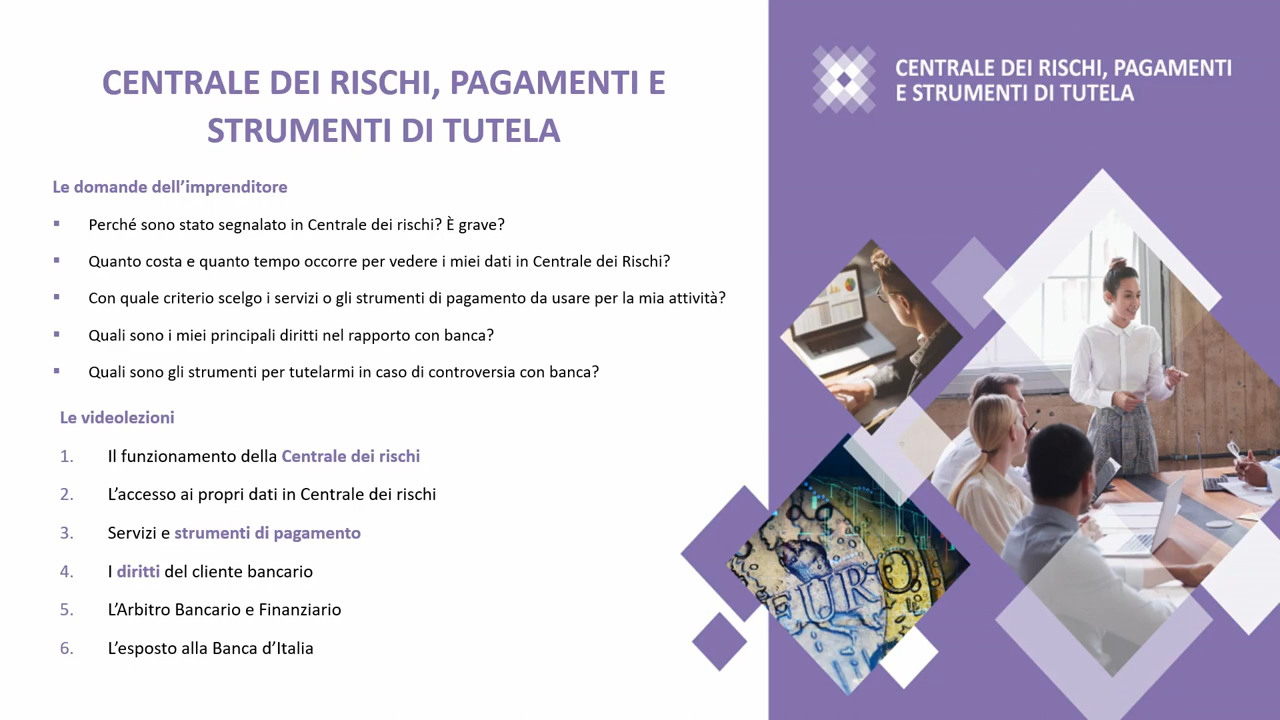 CENTRALE DEI RISCHI, PAGAMENTI E
STRUMENTI DI TUTELA
Le domande dell’imprenditore
▪ Perché sono stato segnalato in Centrale dei rischi? È grave?
▪ Quanto costa e quanto tempo occorre per vedere i miei dati in Centrale dei Rischi?
▪ Con quale criterio scelgo i servizi o gli strumenti di pagamento da usare per la mia attività?
▪ Quali sono i miei principali diritti nel rapporto con banca?
▪ Quali sono gli strumenti per tutelarmi in caso di controversia con banca?
Le videolezioni
1. Il funzionamento della Centrale dei rischi
2. L’accesso ai propri dati in Centrale dei rischi
3. Servizi e strumenti di pagamento
4. I diritti del cliente bancario
5. L’Arbitro Bancario e Finanziario
6. L’esposto alla Banca d’Italia
CENTRALE DEI RISCHI, PAGAMENTI
E STRUMENTI DI TUTELA
EURO